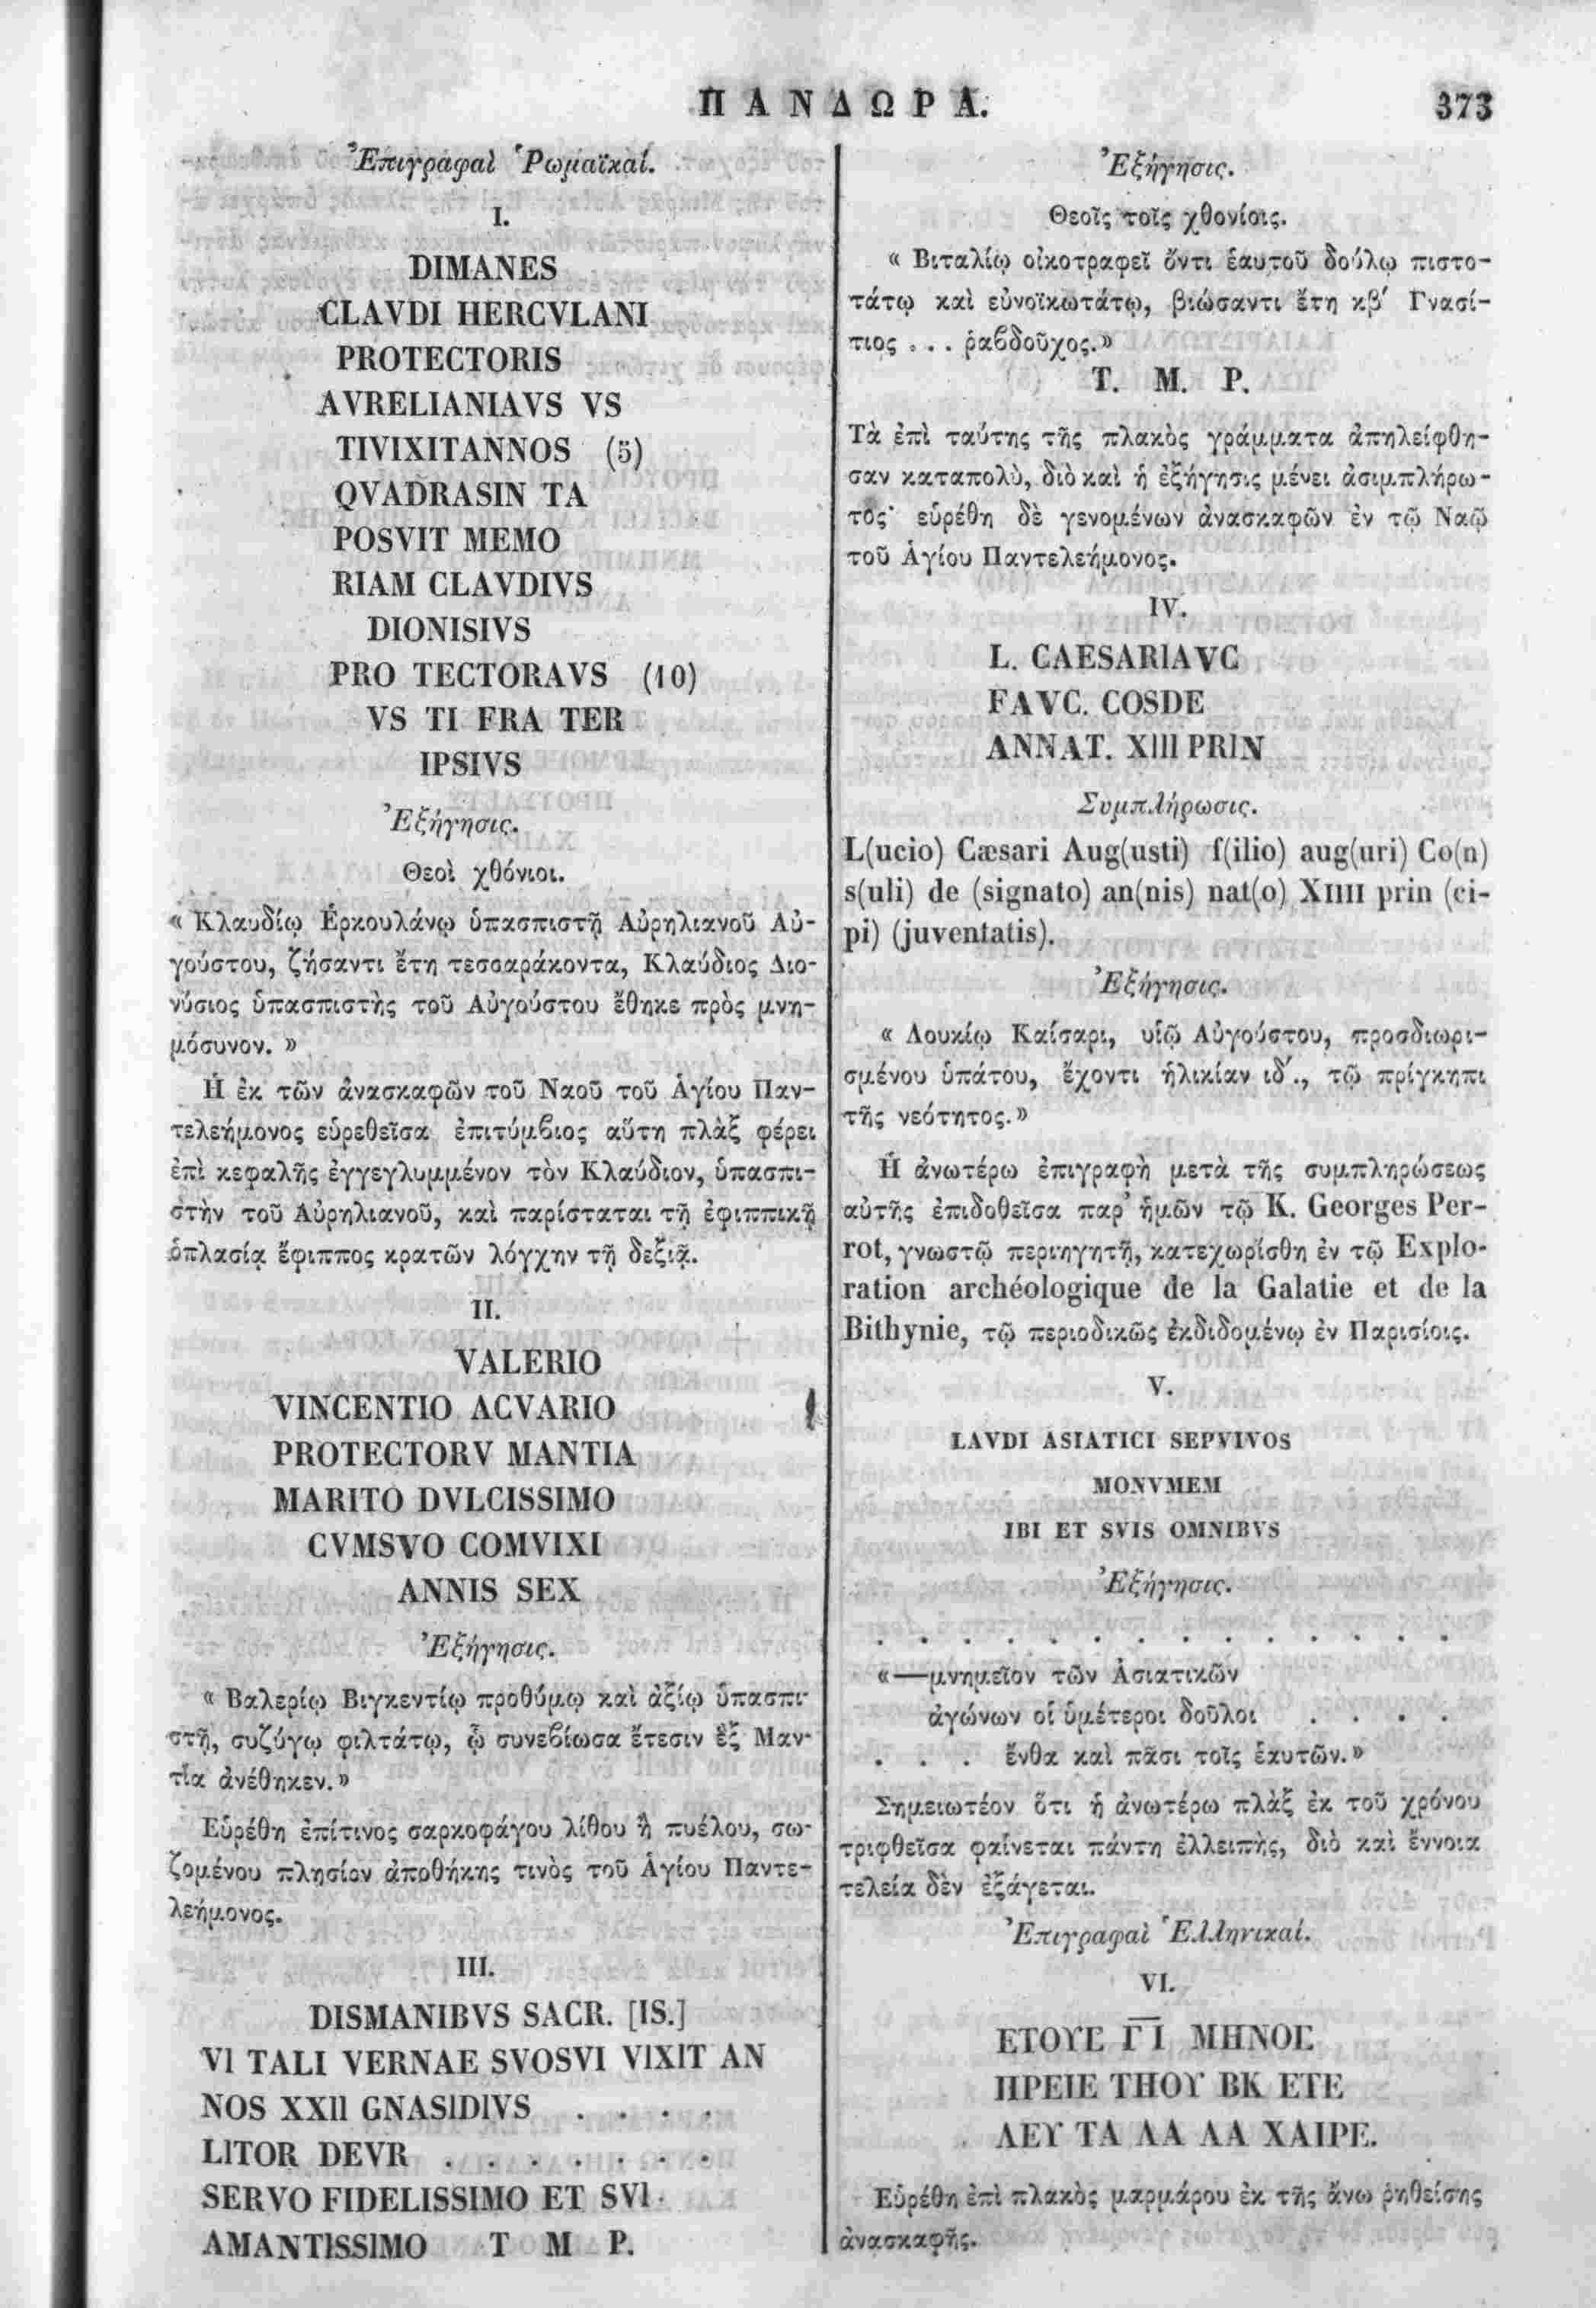 ΠΑΝΔΩΡΑ.
373
Ἐπιγραφαὶ Ῥωμαϊκαί.
I.
DIMANES
CLAVDI HERCVLANI
PROTECTORIS
AVRELIANIAVS VS
TIVIXITANNOS (5)
QVADRASIN TA
POSVIT MEMO
RIAM CLAVDIVS
DIONISIVS
PRO TECTORAVS (10)
VS TI FRA TER
IPSIVS
Ἐξήγησις.
Θεοὶ χθόνιοι.
« Κλαυδίῳ Ἑρκουλάνῳ ὑπασπιστῇ Αὐρηλιανοῦ Αὐ-
γούστου, ζήσαντι ἔτη τεσσαράκοντα, Κλαύδιος Διο-
νύσιος ὑπασπιστὴς τοῦ Αὐγούστου ἔθηκε πρὸς μνη-
μόσυνον. »
Ἡ ἐκ τῶν ἀνασκαφῶν τοῦ Ναοῦ τοῦ Ἁγίου Παν-
τελεήμονος εὑρεθεῖσα ἐπιτύμβιος αὕτη πλὰξ φέρει
ἐπὶ κεφαλῆς ἐγγεγλυμμένον τὸν Κλαύδιον, ὑπασπι-
στὴν τοῦ Αὐρηλιανοῦ, καὶ παρίσταται τῇ ἐφιππικῇ
ὁπλασίᾳ ἔφιππος κρατῶν λόγχην τῇ δεξιᾷ.
II.
VALERIO
VINCENTIO ACVARIO
PROTECTORV MANTIA
MARITO DVLCISSIMO
CVMSVO COMVIXI
ANNIS SEX
Ἐξήγησις.
« Βαλερίῳ Βιγκεντίῳ προθύμῳ καὶ ἀξίῳ ὑπασπι-
στῇ, συζύγῳ φιλτάτῳ, ᾧ συνεβίωσα ἔτεσιν ἓξ Μαν-
τία ἀνέθηκεν.»
Εὑρέθη ἐπίτινος σαρκοφάγου λίθου ἢ πυέλου, σω-
ζομένου πλησίον ἀποθήκης τινὸς τοῦ Ἁγίου Παντε-
λεήμονος.
III.
DISMANIBVS SACR. [IS.]
VI TALI VERNAE SVOSVI VIXIT AN
NOS XXII GNASIDIVS . . . .
LITOR DEVR . . . . . . .
SERVO FIDELISSIMO ET SVI
AMANTISSIMO T M P.
Ἐξήγησις.
Θεοῖς τοῖς χθονίοις.
« Βιταλίῳ οἰκοτραφεῖ ὄντι ἑαυτοῦ δούλῳ πιστο-
τάτῳ καὶ εὐνοϊκωτάτῳ, βιώσαντι ἔτη κβ΄ Γνασί-
τιος . . . ῥαβδοῦχος.»
T. M. P.
Τὰ ἐπὶ ταύτης τῆς πλακὸς γράμματα ἀπηλείφθη-
σαν καταπολὺ, διὸ καὶ ἡ ἐξήγησις μένει ἀσιμπλήρω-
τος· εὑρέθη δὲ γενομένων ἀνασκαφῶν ἐν τῷ Ναῷ
τοῦ Ἁγίου Παντελεήμονος.
IV.
L. CAESARIAVC
FAVC. COSDE
ANNAT. XIII PRIN
Συμπλήρωσις.
L(ucio) Cæsari Aug(usti) f(ilio) aug(uri) Co(n)
s(uli) de (signato) an(nis) nat(o) XIIII prin (ci-
pi) (juventatis).
Ἐξήγησις.
« Λουκίῳ Καίσαρι, υἱῷ Αὐγούστου, προσδιωρι-
σμένου ὑπάτου, ἔχοντι ἡλικίαν ιδ΄., τῷ πρίγκηπι
τῆς νεότητος.»
Ἡ ἀνωτέρω ἐπιγραφὴ μετὰ τῆς συμπληρώσεως
αὐτῆς ἐπιδοθεῖσα παρ' ἡμῶν τῷ Κ. Georges Per-
rot, γνωστῷ περιηγητῇ, κατεχωρίσθη ἐν τῷ Explo-
ration archéologique de la Galatie et de la
Bithynie, τῷ περιοδικῶς ἐκδιδομένῳ ἐν Παρισίοις.
V.
LAVDI ASIATICI SEPVIVOS
MONVMEM
IBI ET SVIS OMNIBVS
Ἐξήγησις.
. . . . . . . . . . . . . .
«—μνημεῖον τῶν Ἀσιατικῶν
ἀγώνων οἱ ὑμέτεροι δοῦλοι . . . .
. . . ἔνθα καὶ πᾶσι τοῖς ἑαυτῶν.»
Σημειωτέον ὅτι ἡ ἀνωτέρω πλὰξ ἐκ τοῦ χρόνου
τριφθεῖσα φαίνεται πάντη ἐλλειπὴς, διὸ καὶ ἔννοια
τελεία δὲν ἐξάγεται.
Ἐπιγραφαὶ Ἑλληνικαί.
VI.
ΕΤΟΥΣ Γ̅Ι̅ ΜΗΝΟΣ
ΠΡΕΙΕ ΤΗΟΥ ΒΚ ΕΤΕ
ΛΕΥ ΤΑ ΛΑ ΛΑ ΧΑΙΡΕ.
Εὑρέθη ἐπὶ πλακὸς μαρμάρου ἐκ τῆς ἄνω ῥηθείσης
ἀνασκαφῆς.